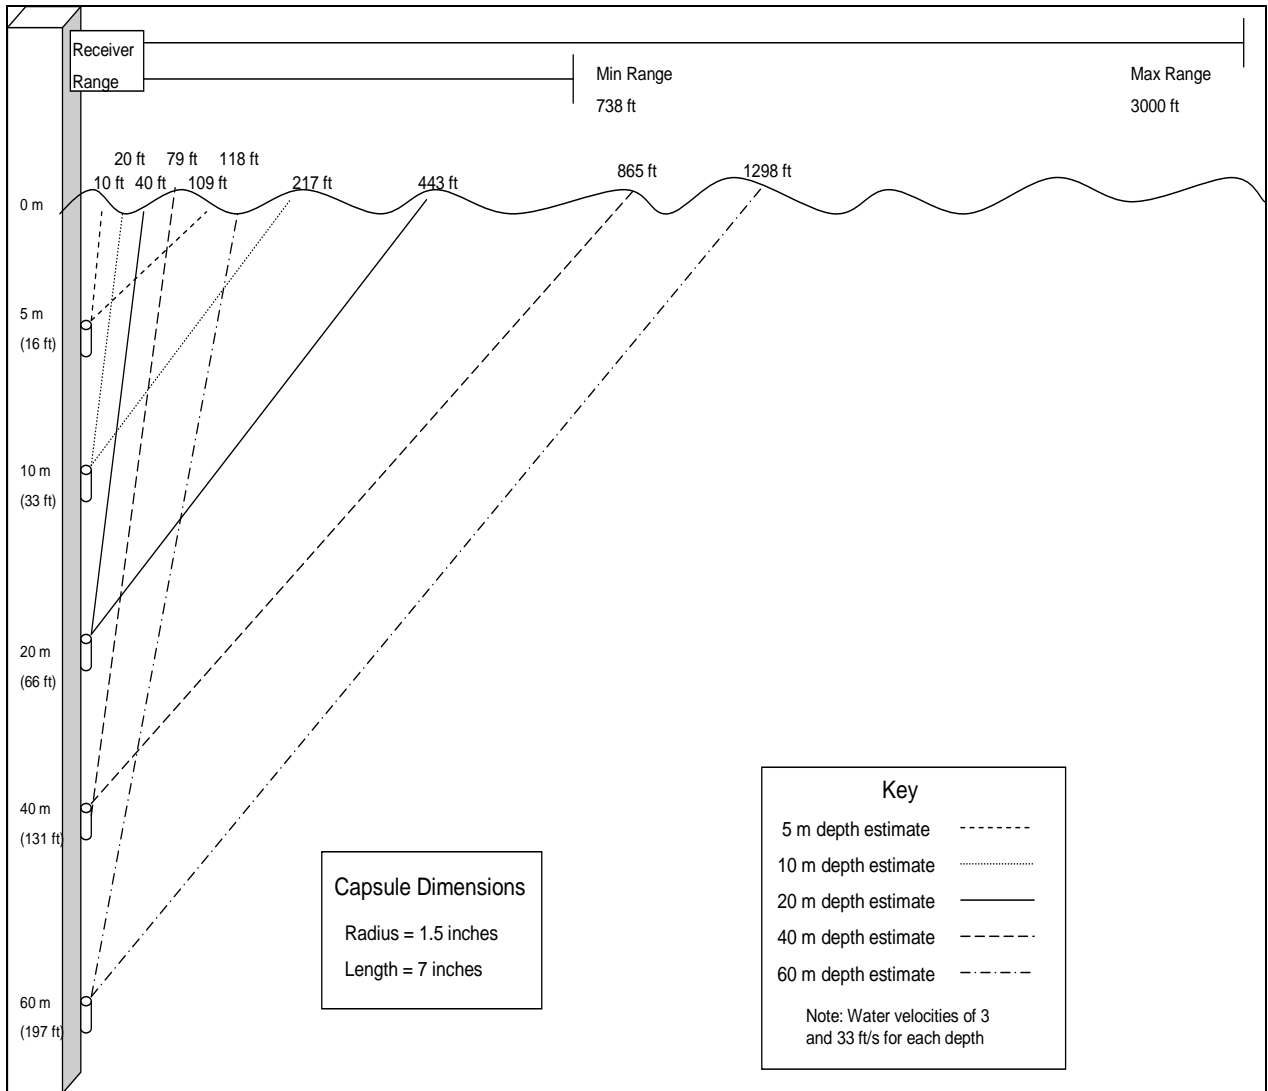 Receiver
Range
Min Range
738 ft
Max Range
3000 ft
20 ft 79 ft 118 ft
10 ft 40 ft 109 ft 217 ft 443 ft 865 ft 1298 ft
0 m
5 m
(16 ft)
10 m
(33 ft)
20 m
(66 ft)
40 m
(131 ft)
60 m
(197 ft)
Capsule Dimensions
Radius = 1.5 inches
Length = 7 inches
Key
5 m depth estimate
10 m depth estimate
20 m depth estimate
40 m depth estimate
60 m depth estimate
Note: Water velocities of 3
and 33 ft/s for each depth